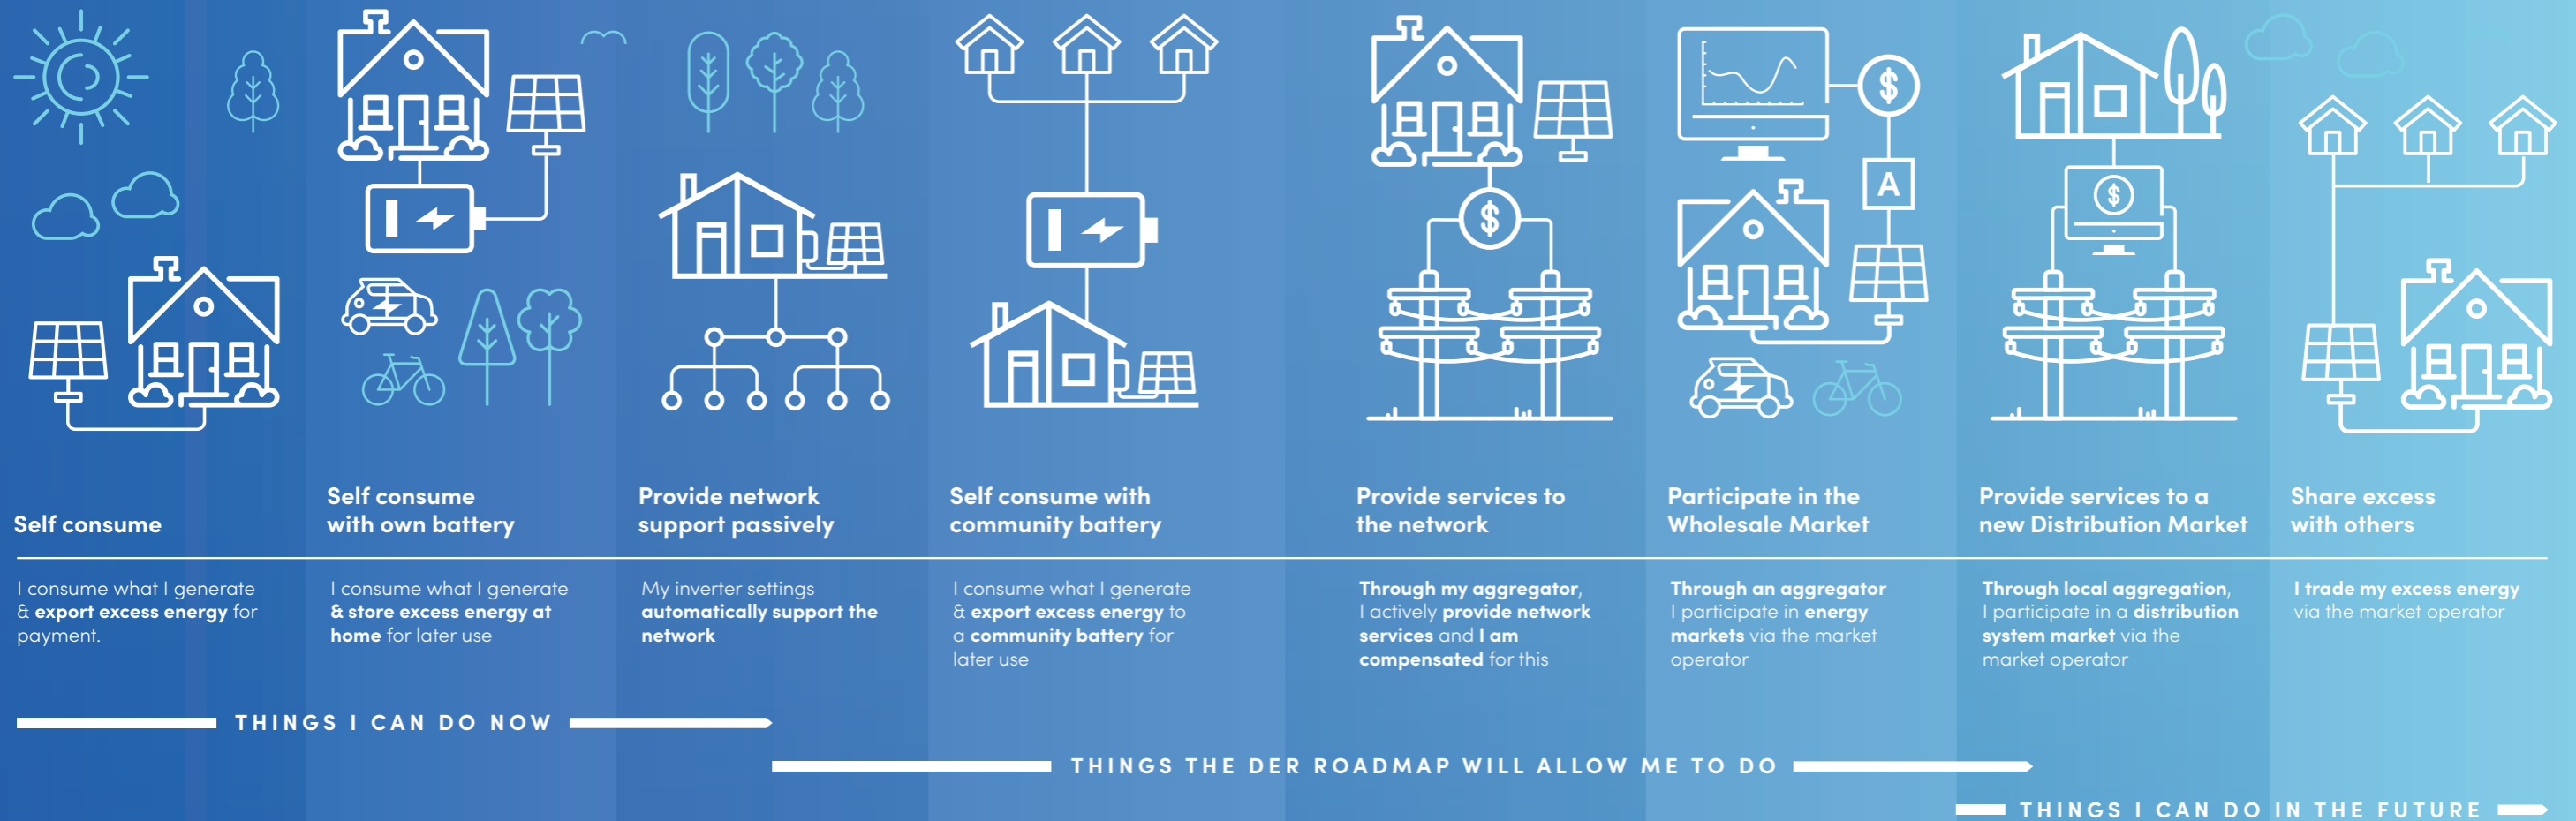 $
$
A
$
Self consume
Self consume
with own battery
Provide network
support passively
Self consume with
community battery
Provide services to
the network
Participate in the
Wholesale Market
Provide services to a
new Distribution Market
Share excess
with others
I consume what I generate
& export excess energy for
payment.
I consume what I generate
& store excess energy at
home for later use
My inverter settings
automatically support the
network
I consume what I generate
& export excess energy to
a community battery for
later use
Through my aggregator,
I actively provide network
services and I am
compensated for this
Through an aggregator
I participate in energy
markets via the market
operator
Through local aggregation,
I participate in a distribution
system market via the
market operator
I trade my excess energy
via the market operator
THINGS I CAN DO NOW
THINGS THE DER ROADMAP WILL ALLOW ME TO DO
THINGS I CAN DO IN THE FUTURE